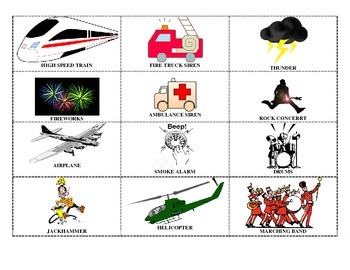 HIGH SPEED TRAIN
FIRE TRUCK SIREN
THUNDER
FIREWORKS
AMBULANCE SIREN
ROCK CONCERRT
AIRPLANE
Beep!
SMOKE ALARM
DRUMS
JACKHAMMER
HELICOPTER
MARCHING BAND